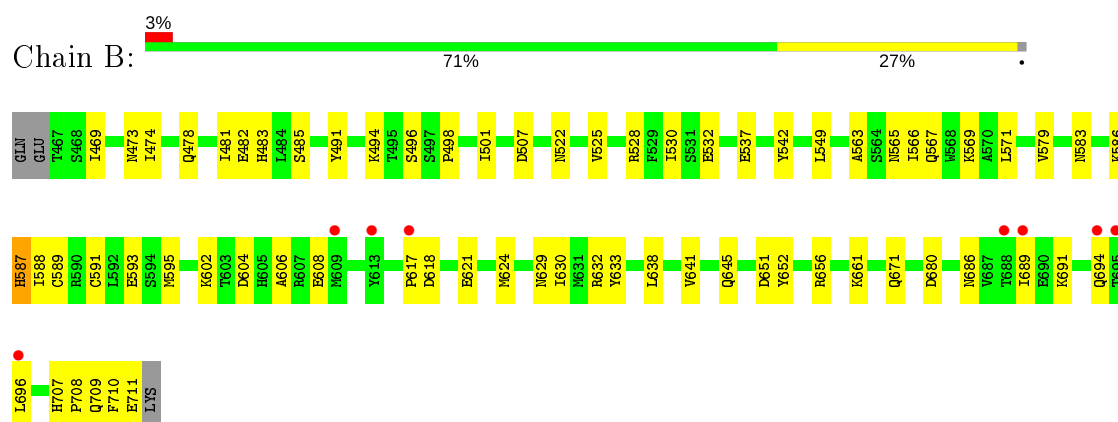 3%
Chain B:
71% 27%
GLN GLU T467 S468 I469 N473 I474 Q478 I481 E482 H483 L484 S485 Y491 K494 T495 S496 S497 P498 I501 D507 N522 V525 R528 F529 I530 S531 E532 E537 Y542 L549 A563 S564 N565 I566 Q567 W568 K569 A570 L571 V579 N583 K586
H587 I588 C589 R590 C591 L592 E593 S594 M595 K602 T603 D604 H605 A606 R607 E608 M609 Y613 P617 D618 E621 M624 N629 I630 M631 R632 Y633 L638 V641 Q645 D651 Y652 R656 K661 Q671 D680 N686 V687 T688 I689 E690 K691 Q694 T695
L696 H707 P708 Q709 F710 E711 LYS